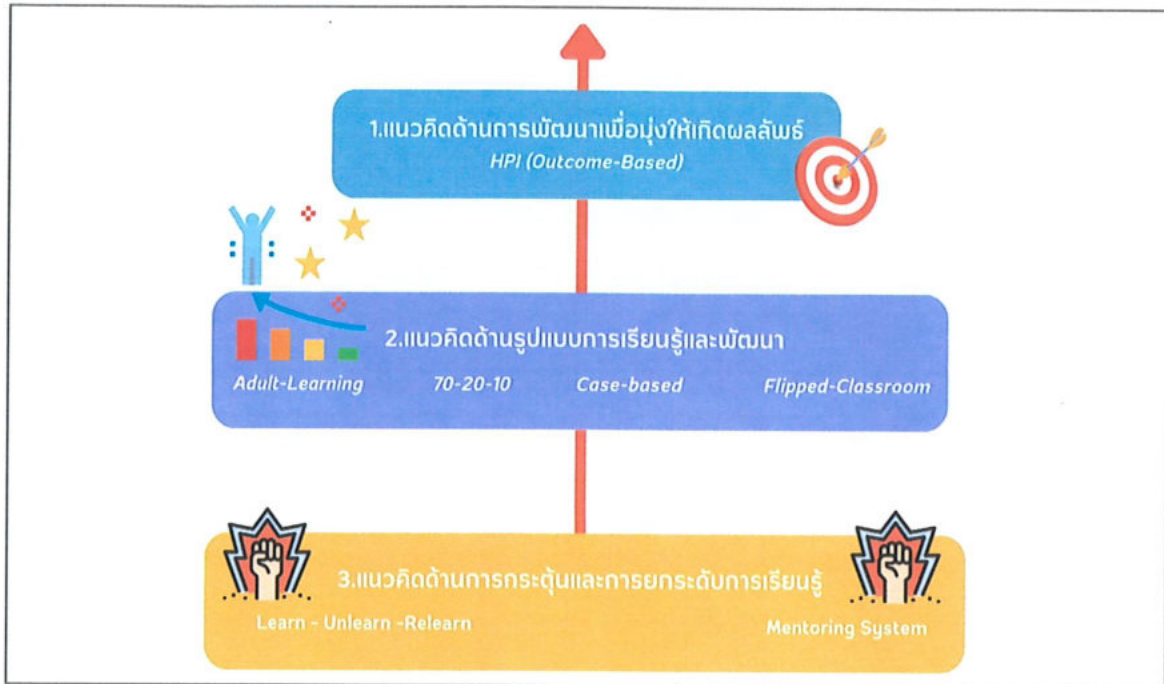 1.แนวคิดด้านการพัฒนาเพื่อมุ่งให้เกิดผลลัพธ์
HPI (Outcome-Based)
2.แนวคิดด้านรูปแบบการเรียนรู้และพัฒนา
Adult-Learning 70-20-10 Case-based Flipped-Classroom
3.แนวคิดด้านการกระตุ้นและการยกระดับการเรียนรู้
Learn - Unlearn -Relearn Mentoring System